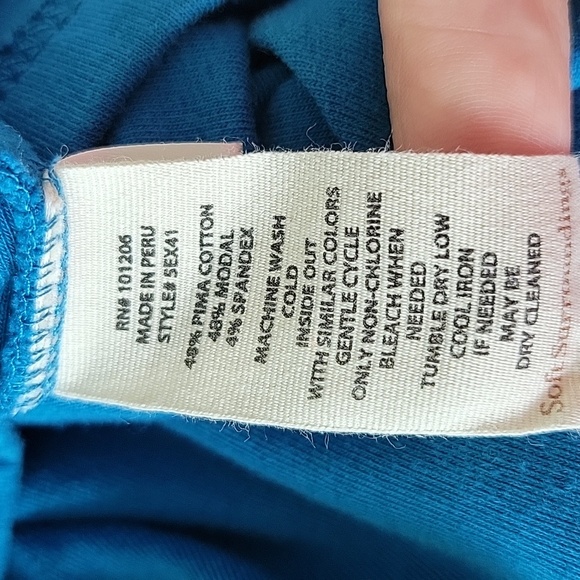 RN# 101206
MADE IN PERU
STYLE# 5EX41
48% PIMA COTTON
48% MODAL
4% SPANDEX
MACHINE WASH
COLD
INSIDE OUT
WITH SIMILAR COLORS
GENTLE CYCLE
ONLY NON-CHLORINE
BLEACH WHEN
NEEDED
TUMBLE DRY LOW
COOL IRON
IF NEEDED
MAY BE
DRY CLEANED
Soft Surroundings